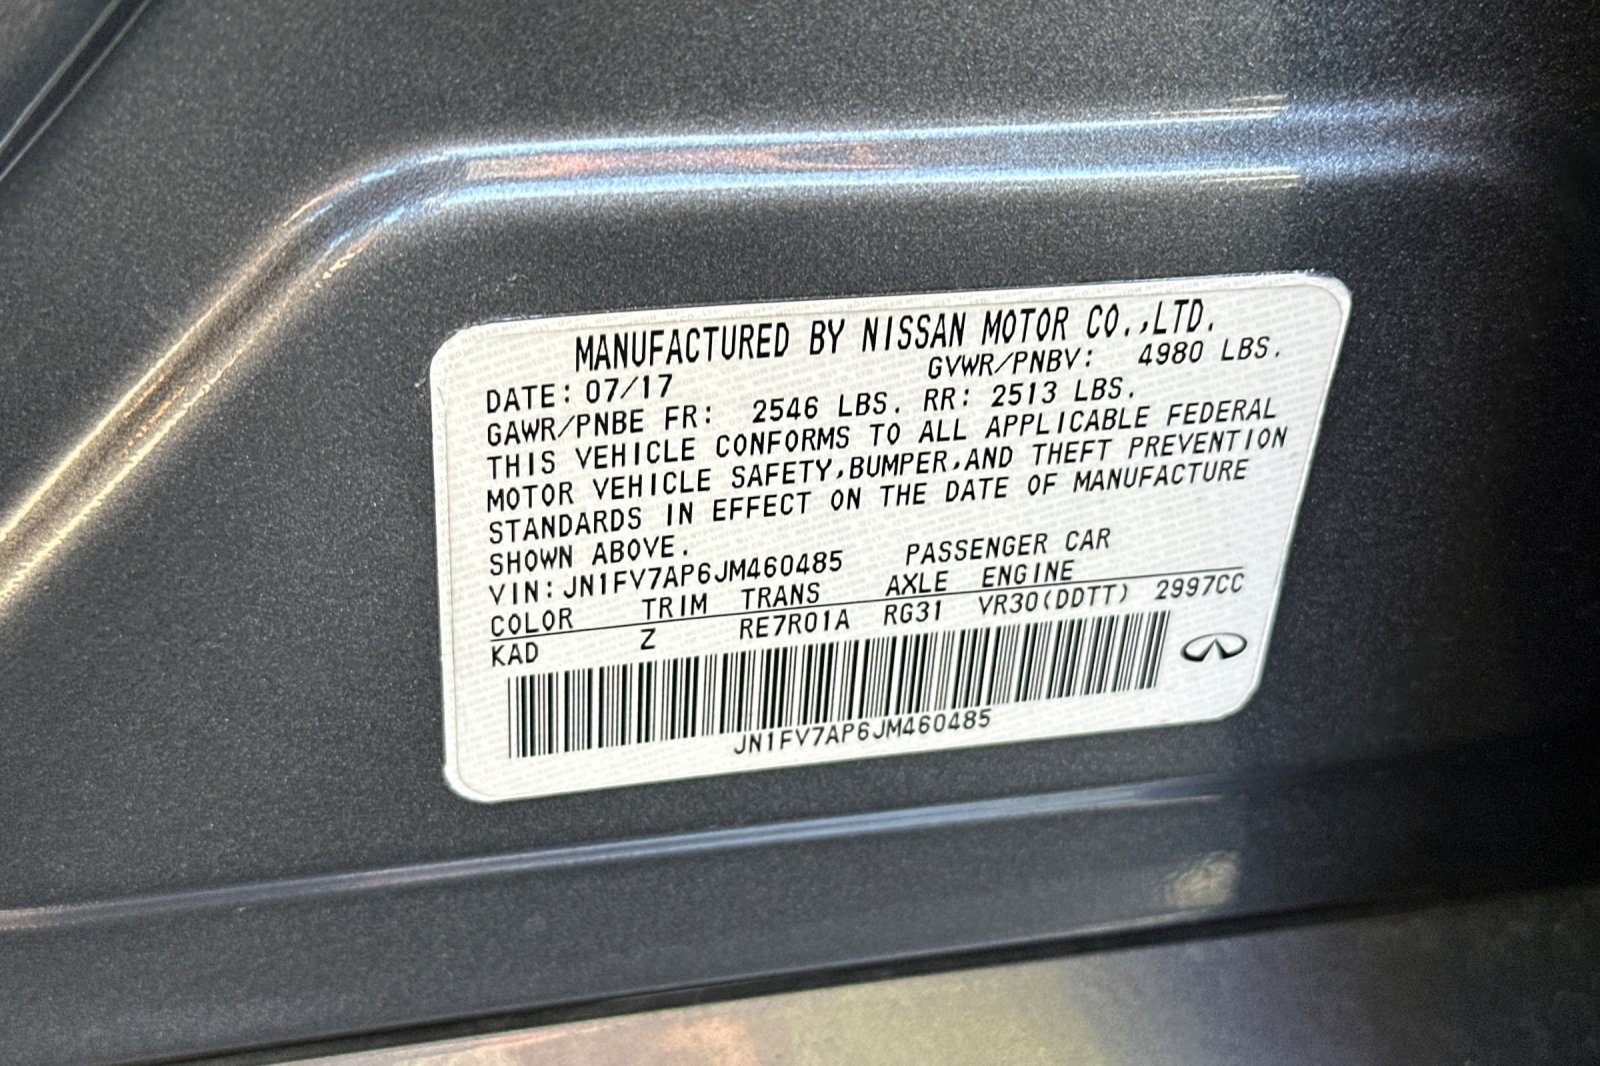 MANUFACTURED BY NISSAN MOTOR CO.,LTD.
DATE: 07/17 GVWR/PNBV: 4980 LBS.
GAWR/PNBE FR: 2546 LBS. RR: 2513 LBS.
THIS VEHICLE CONFORMS TO ALL APPLICABLE FEDERAL
MOTOR VEHICLE SAFETY,BUMPER,AND THEFT PREVENTION
STANDARDS IN EFFECT ON THE DATE OF MANUFACTURE
SHOWN ABOVE.
VIN: JN1FV7AP6JM460485 PASSENGER CAR
COLOR TRIM TRANS AXLE ENGINE
KAD Z RE7R01A RG31 VR30(DDTT) 2997CC
JN1FV7AP6JM460485